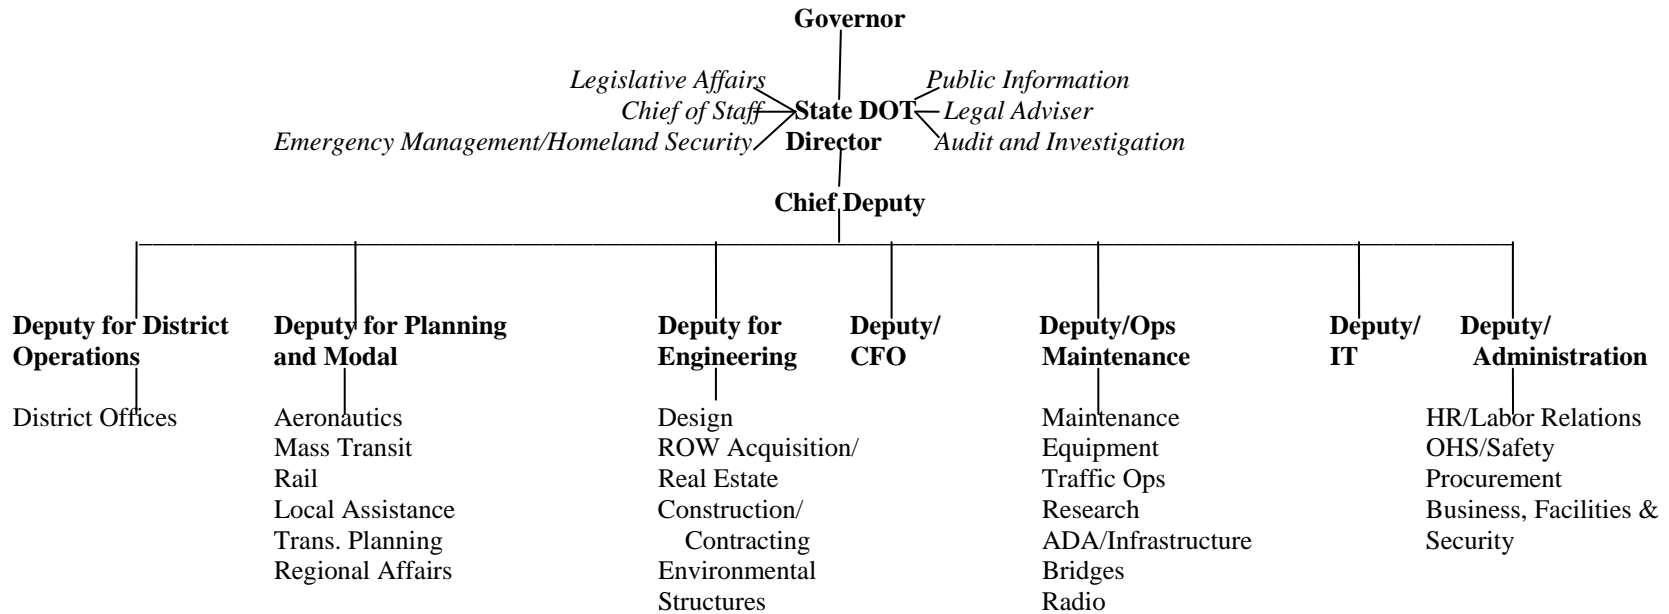 Governor
Legislative Affairs
Public Information
Chief of Staff
State DOT
Legal Adviser
Emergency Management/Homeland Security
Director
Audit and Investigation
Chief Deputy
Deputy for District
Operations
District Offices
Deputy for Planning
and Modal
Aeronautics
Mass Transit
Rail
Local Assistance
Trans. Planning
Regional Affairs
Deputy for
Engineering
Design
ROW Acquisition/
Real Estate
Construction/
Contracting
Environmental
Structures
Deputy/
CFO
Deputy/Ops
Maintenance
Maintenance
Equipment
Traffic Ops
Research
ADA/Infrastructure
Bridges
Radio
Deputy/
IT
Deputy/
Administration
HR/Labor Relations
OHS/Safety
Procurement
Business, Facilities &
Security